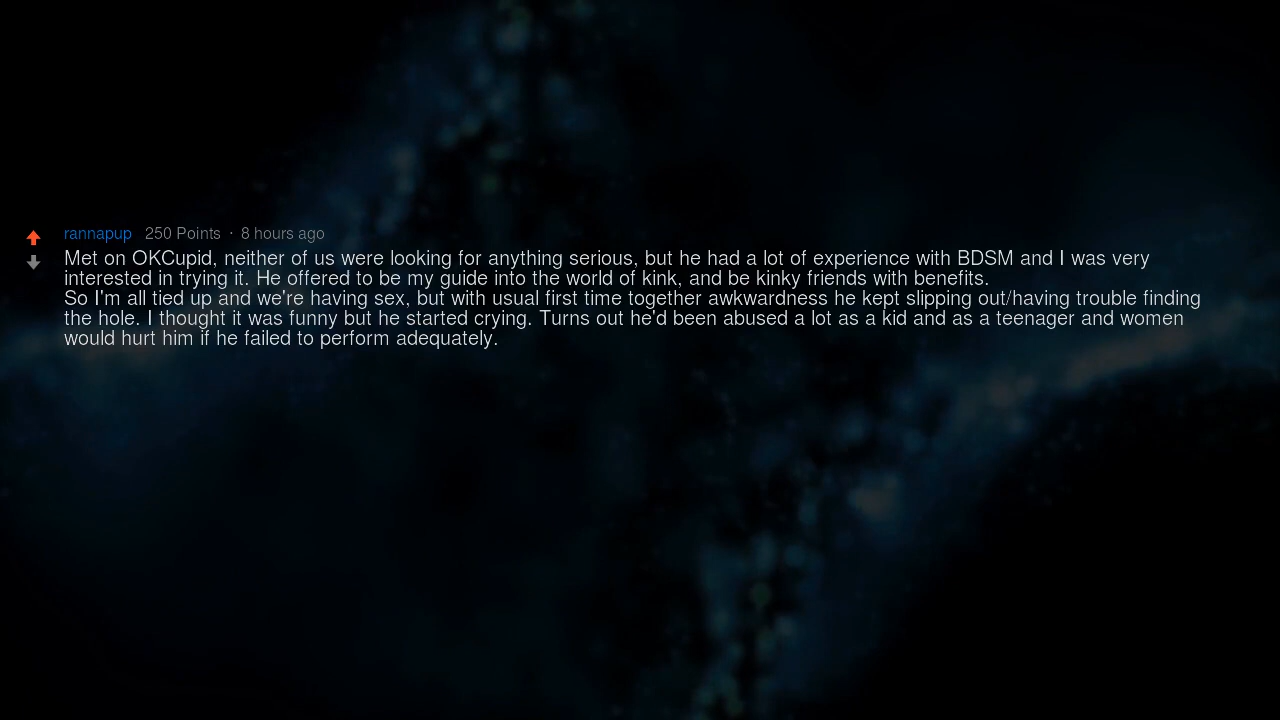 rannapup 250 Points · 8 hours ago
Met on OKCupid, neither of us were looking for anything serious, but he had a lot of experience with BDSM and I was very
interested in trying it. He offered to be my guide into the world of kink, and be kinky friends with benefits.
So I'm all tied up and we're having sex, but with usual first time together awkwardness he kept slipping out/having trouble finding
the hole. I thought it was funny but he started crying. Turns out he'd been abused a lot as a kid and as a teenager and women
would hurt him if he failed to perform adequately.